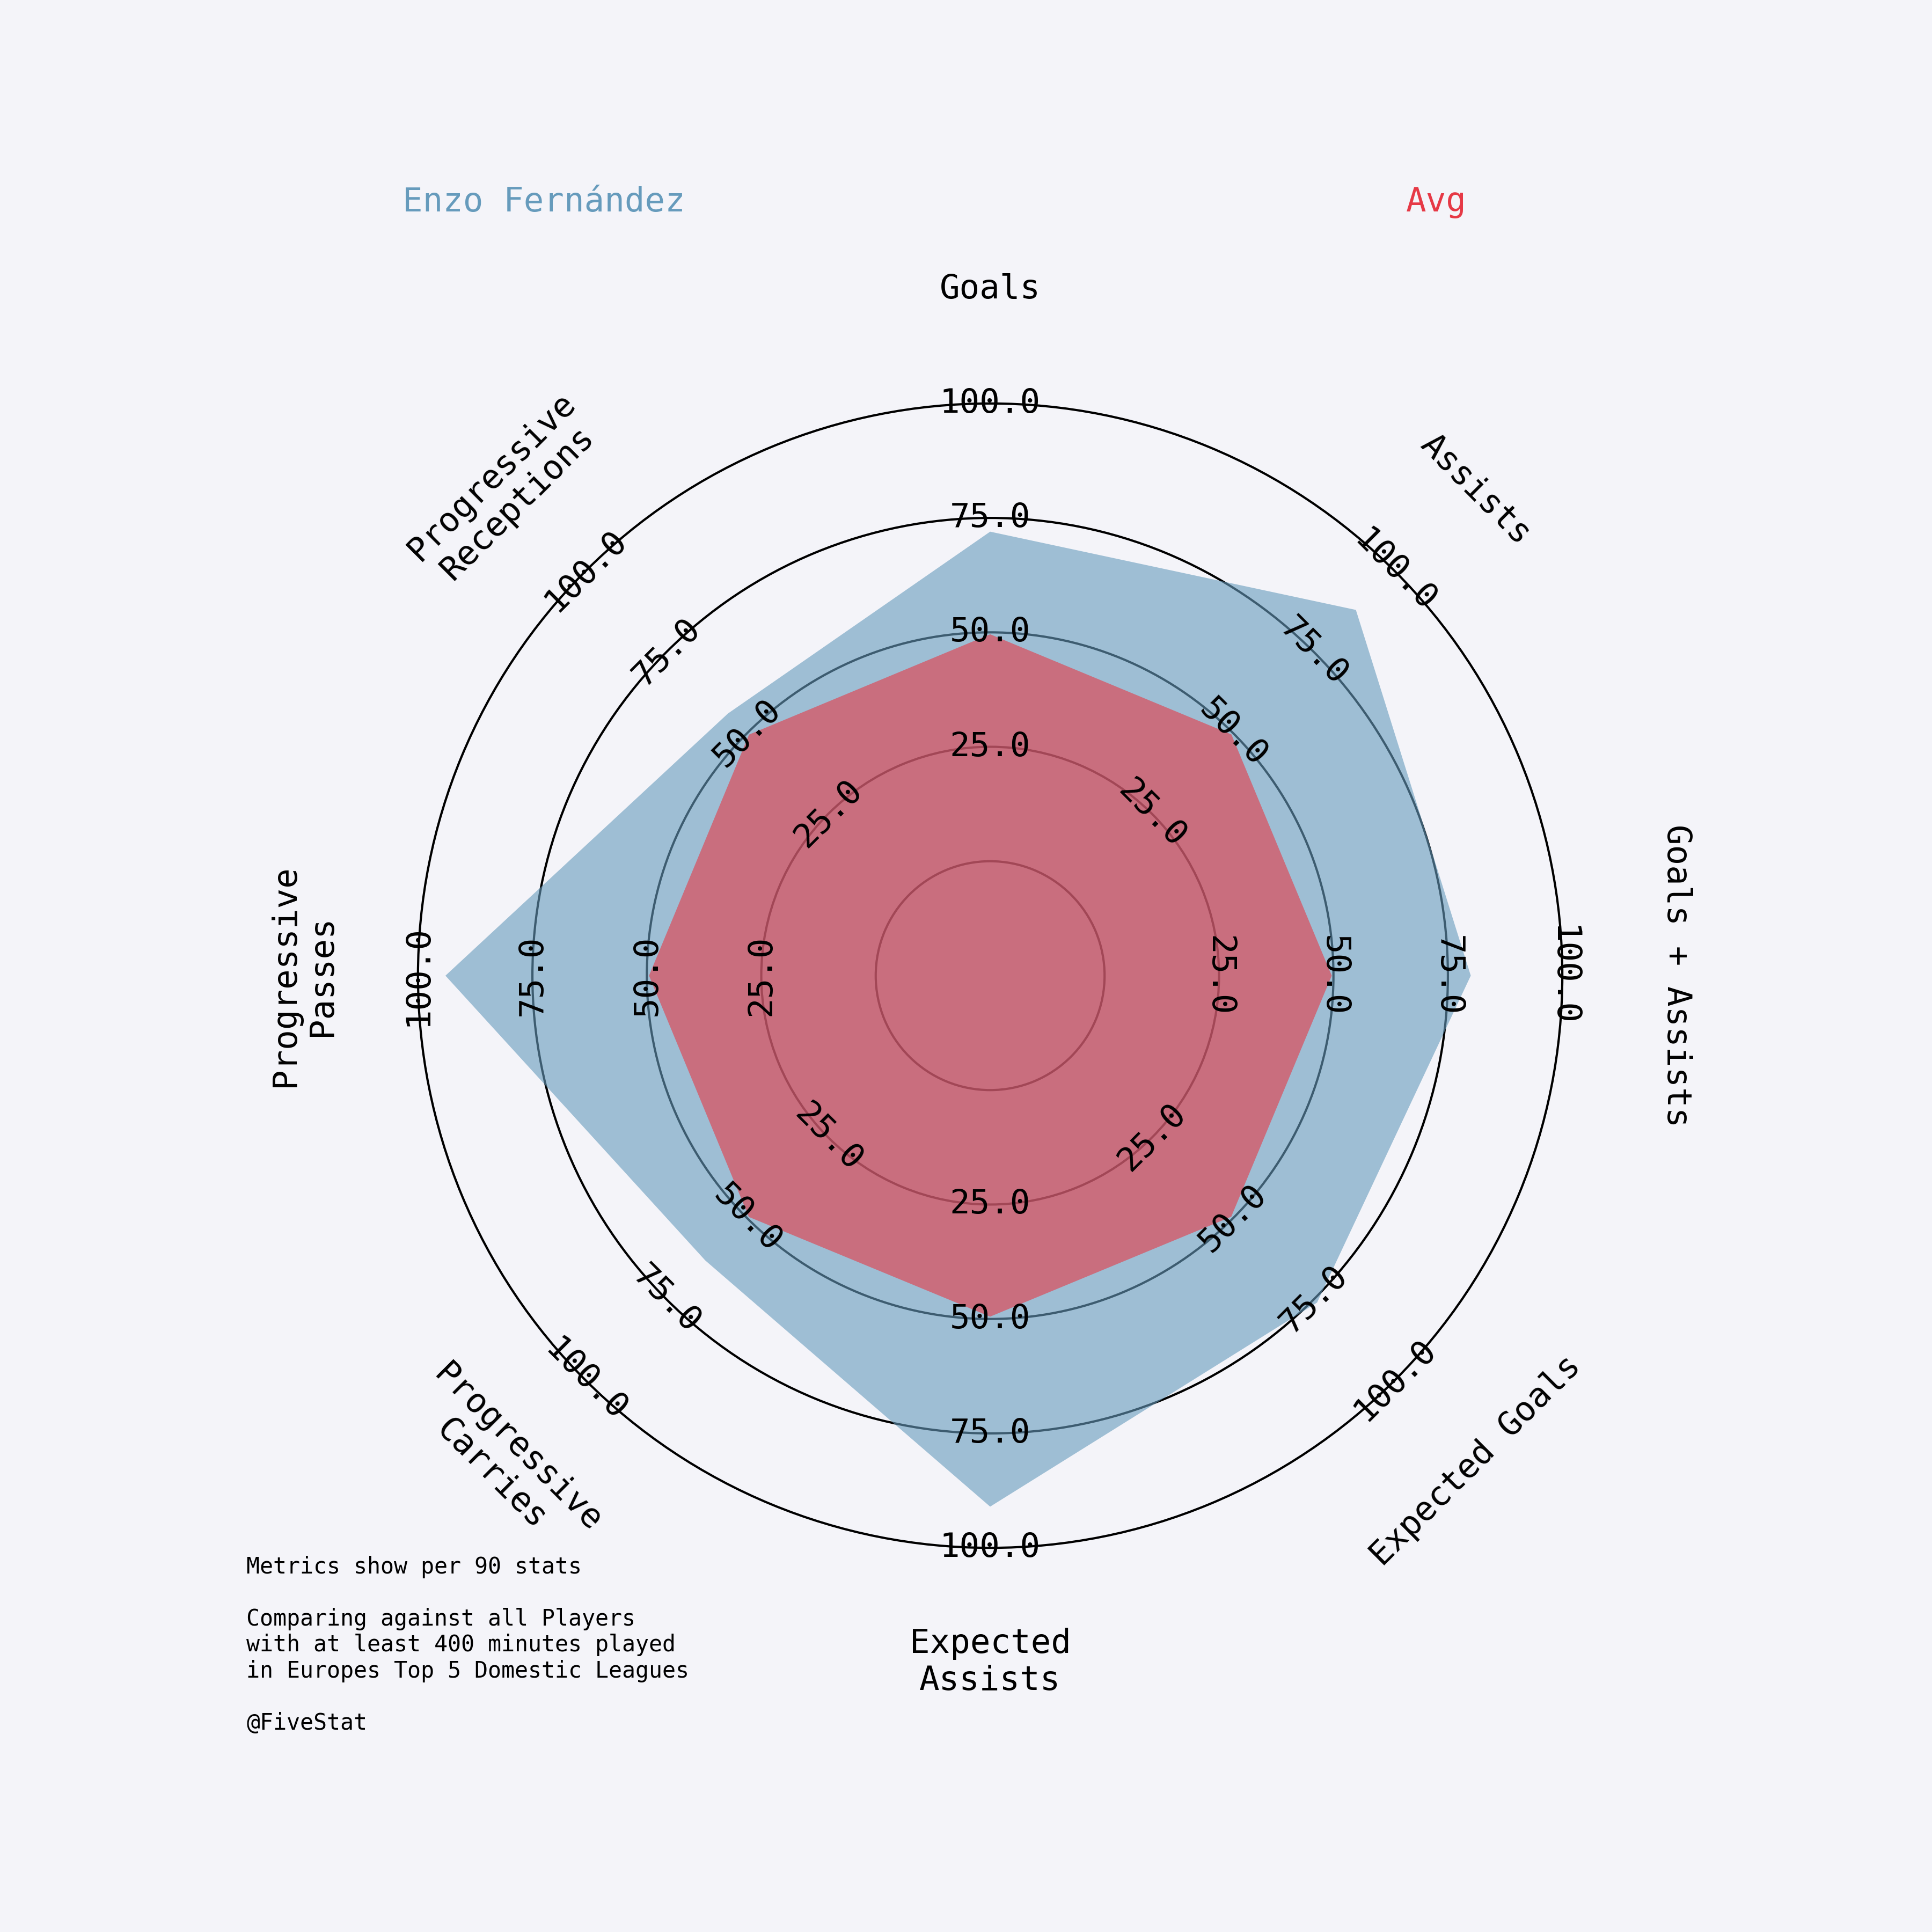 Enzo Fernández
Avg
Goals
Assists
Goals + Assists
Expected Goals
Expected
Assists
Progressive
Carries
Progressive
Passes
Progressive
Receptions
25.0
50.0
75.0
100.0
25.0
50.0
75.0
100.0
25.0
50.0
75.0
100.0
25.0
50.0
75.0
100.0
25.0
50.0
75.0
100.0
25.0
50.0
75.0
100.0
25.0
50.0
75.0
100.0
25.0
50.0
75.0
100.0
Metrics show per 90 stats
Comparing against all Players
with at least 400 minutes played
in Europes Top 5 Domestic Leagues
@FiveStat